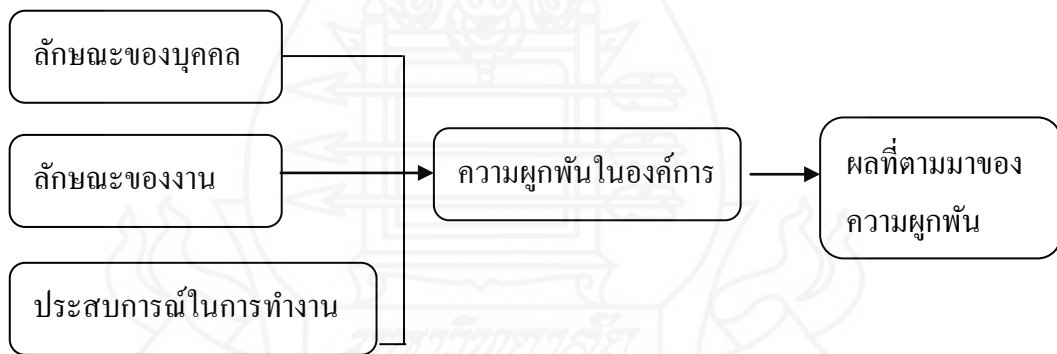 ลักษณะของบุคคล
ลักษณะของงาน
ประสบการณ์ในการทำงาน
ความผูกพันในองค์การ
ผลที่ตามมาของ
ความผูกพัน